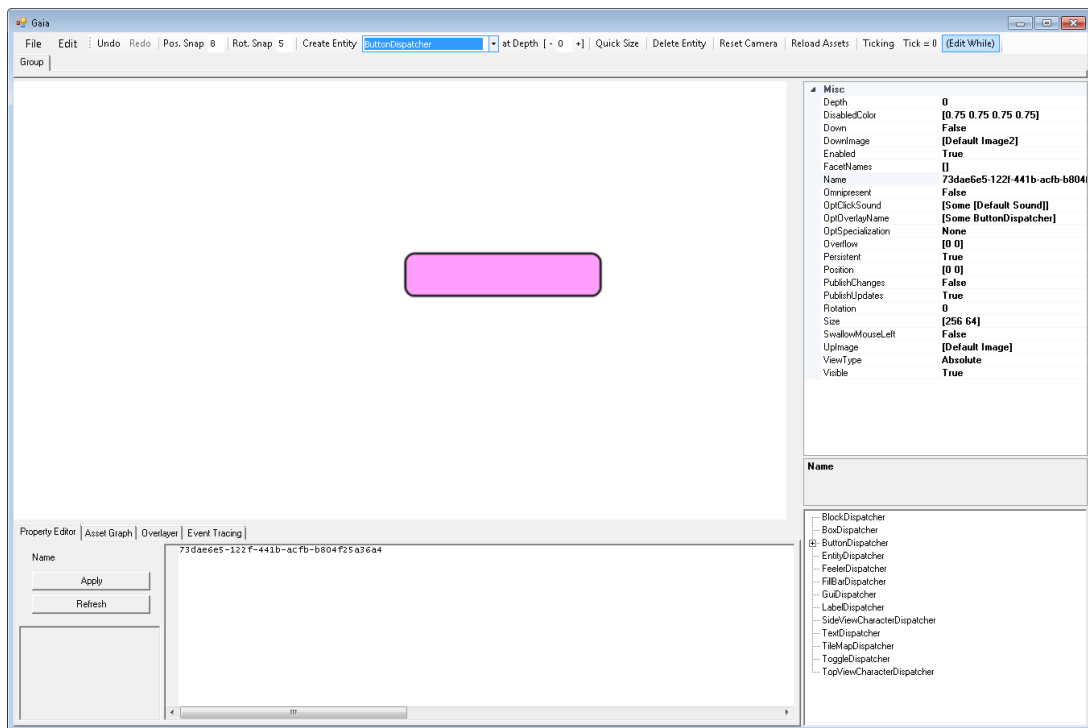 Gaia
File Edit Undo Redo Pos. Snap 8 Rot. Snap 5 Create Entity ButtonDispatcher at Depth [ - 0 +] Quick Size Delete Entity Reset Camera Reload Assets Ticking Tick = 0 (Edit While)
Group
Misc
Depth 0
DisabledColor [0.75 0.75 0.75 0.75]
Down False
DownImage [Default Image2]
Enabled True
FacetNames []
Name 73dae6e5-122f-441b-acfb-b804f
Omnipresent False
OptClickSound [Some [Default Sound]]
OptOverlayName [Some ButtonDispatcher]
OptSpecialization None
Overflow [0 0]
Persistent True
Position [0 0]
PublishChanges False
PublishUpdates True
Rotation 0
Size [256 64]
SwallowMouseLeft False
UpImage [Default Image]
ViewType Absolute
Visible True
Name
Property Editor Asset Graph Overlayer Event Tracing
Name
Apply
Refresh
73dae6e5-122f-441b-acfb-b804f25a36a4
BlockDispatcher
BoxDispatcher
ButtonDispatcher
EntityDispatcher
FeelerDispatcher
FillBarDispatcher
GuiDispatcher
LabelDispatcher
SideViewCharacterDispatcher
TextDispatcher
TileMapDispatcher
ToggleDispatcher
TopViewCharacterDispatcher